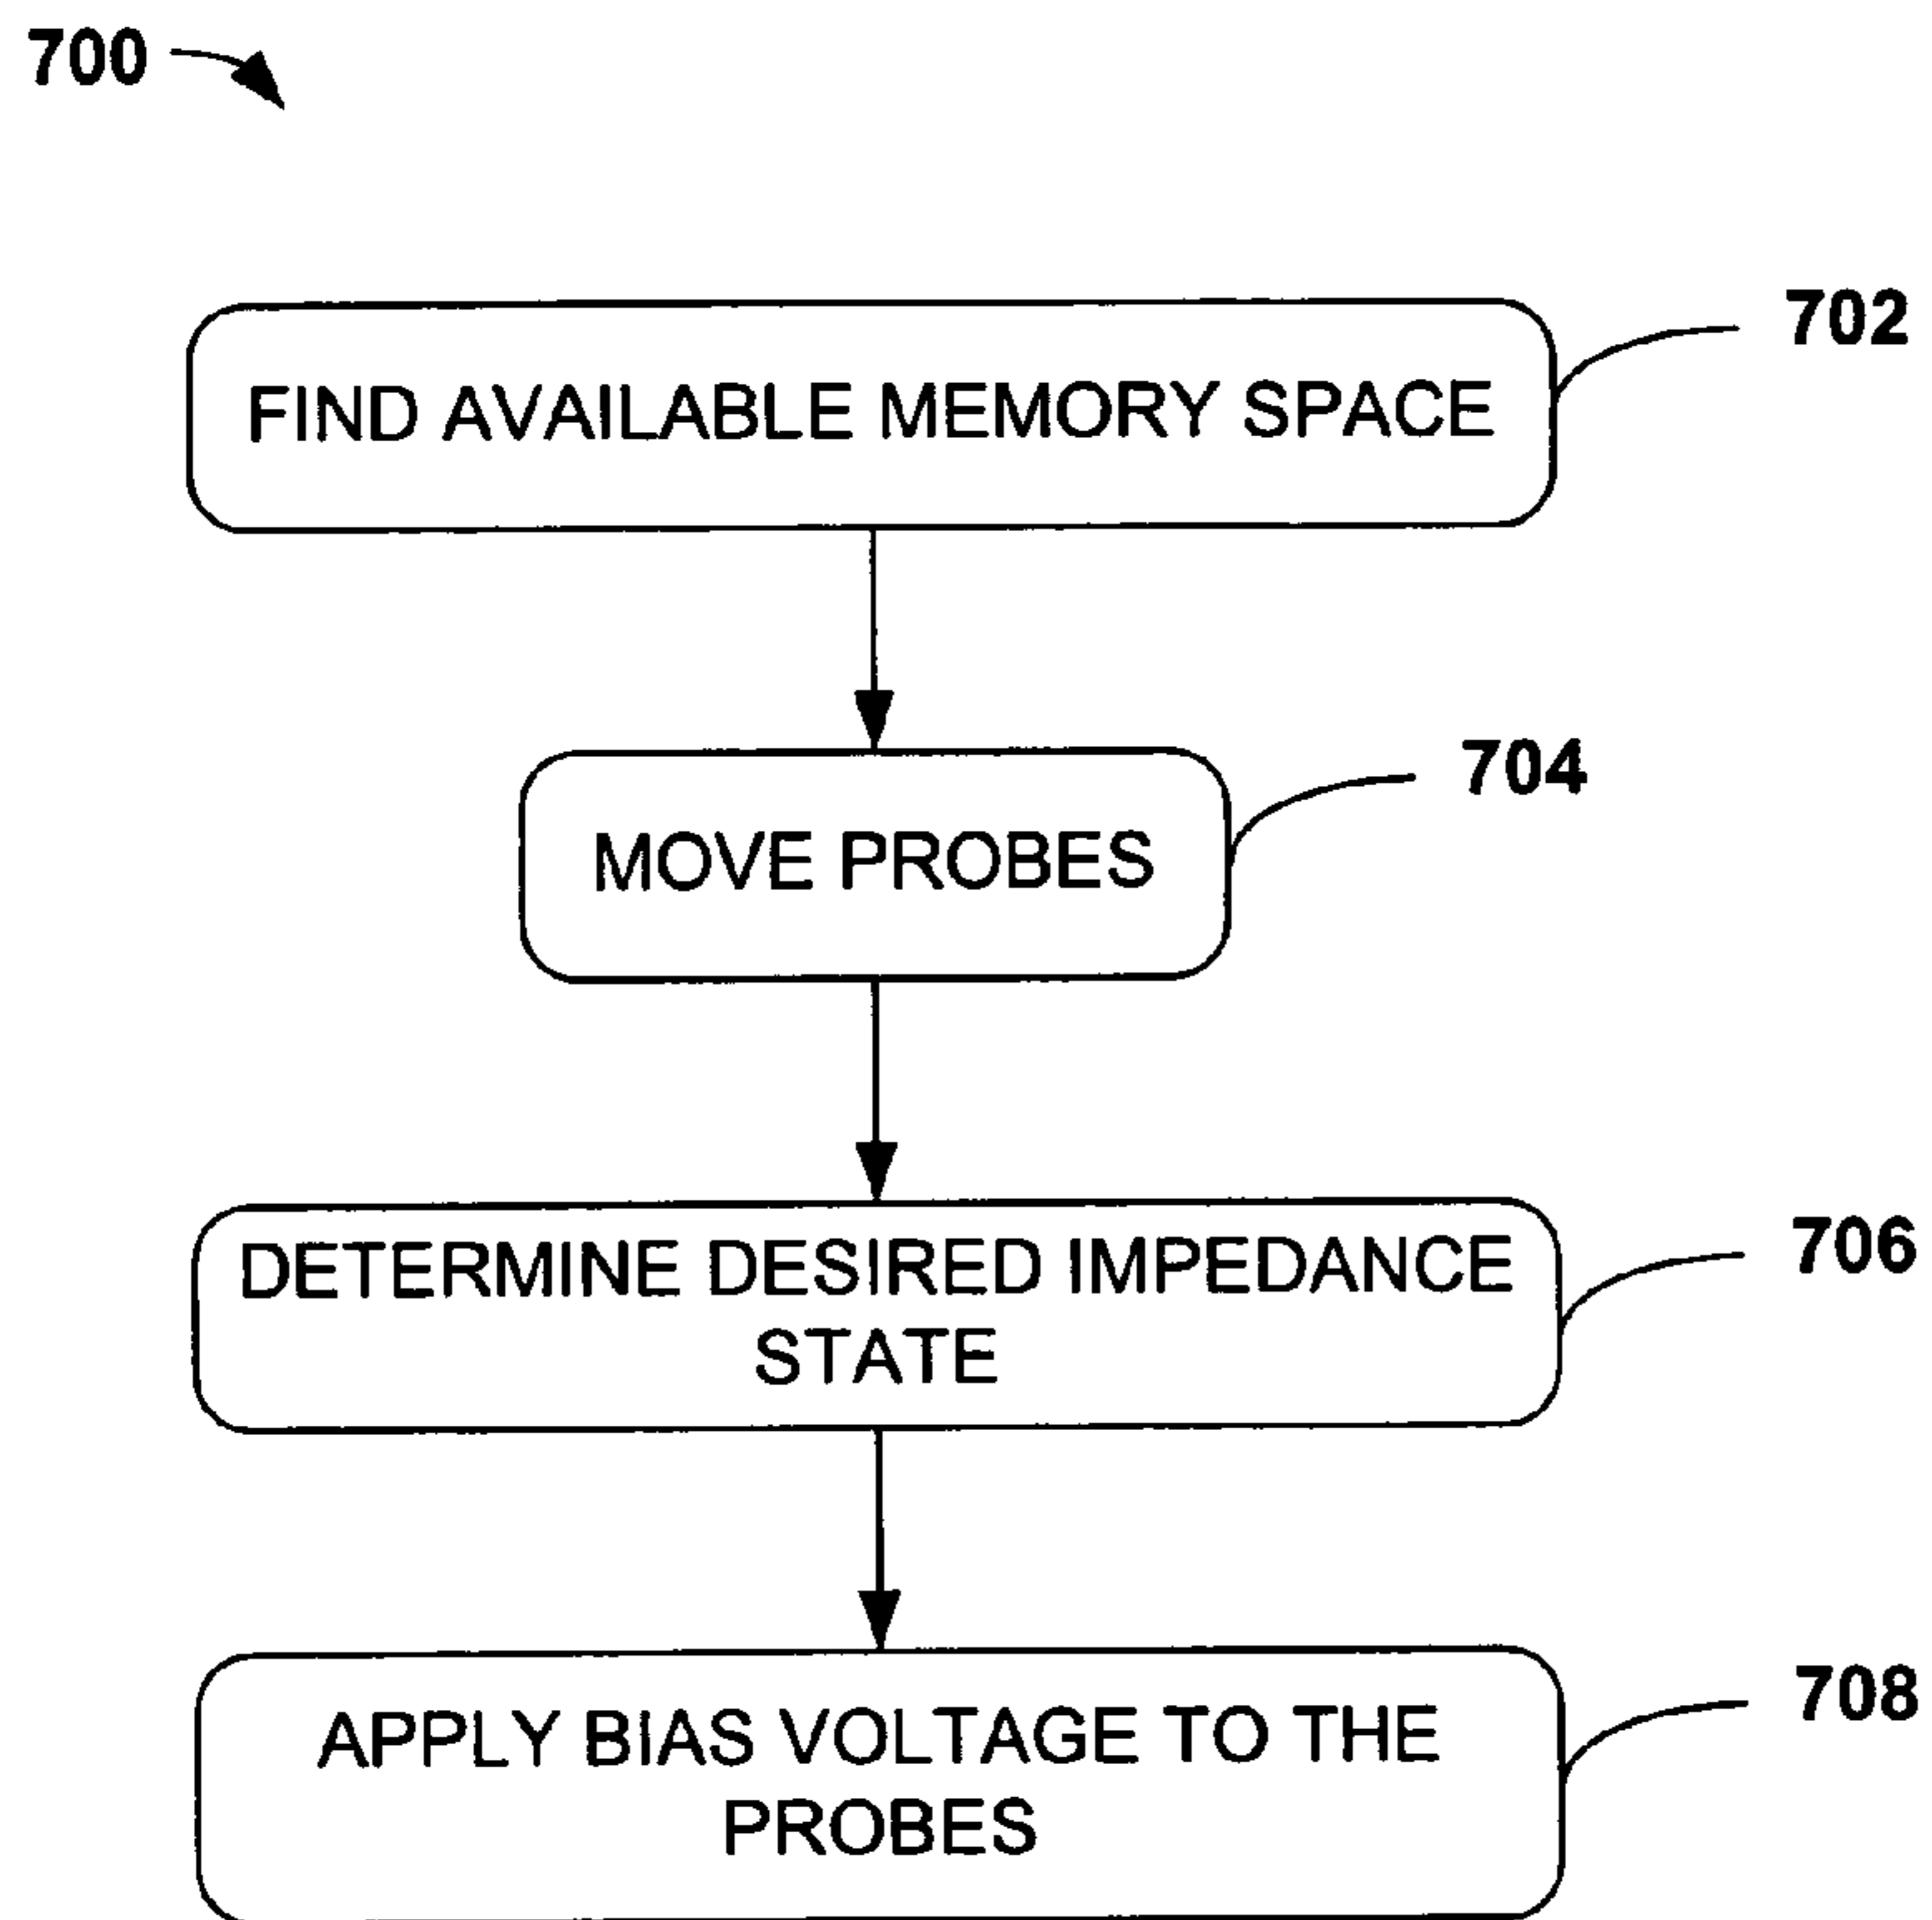 700
702
FIND AVAILABLE MEMORY SPACE
704
MOVE PROBES
706
DETERMINE DESIRED IMPEDANCE
STATE
708
APPLY BIAS VOLTAGE TO THE
PROBES